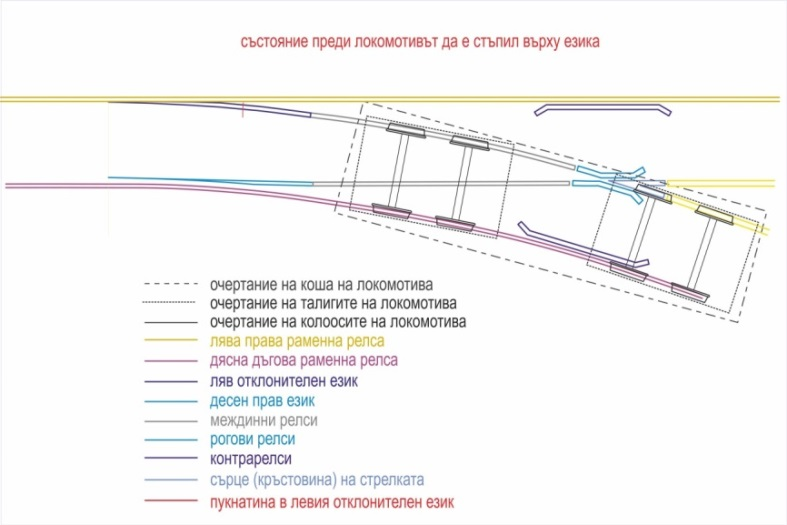 състояние преди локомотивът да е стъпил върху езика
очертание на коша на локомотива
очертание на талигите на локомотива
очертание на колоосите на локомотива
лява права раменна релса
дясна дъгова раменна релса
ляв отклонителен език
десен прав език
междинни релси
рогови релси
контрарелси
сърце (кръстовина) на стрелката
пукнатина в левия отклонителен език